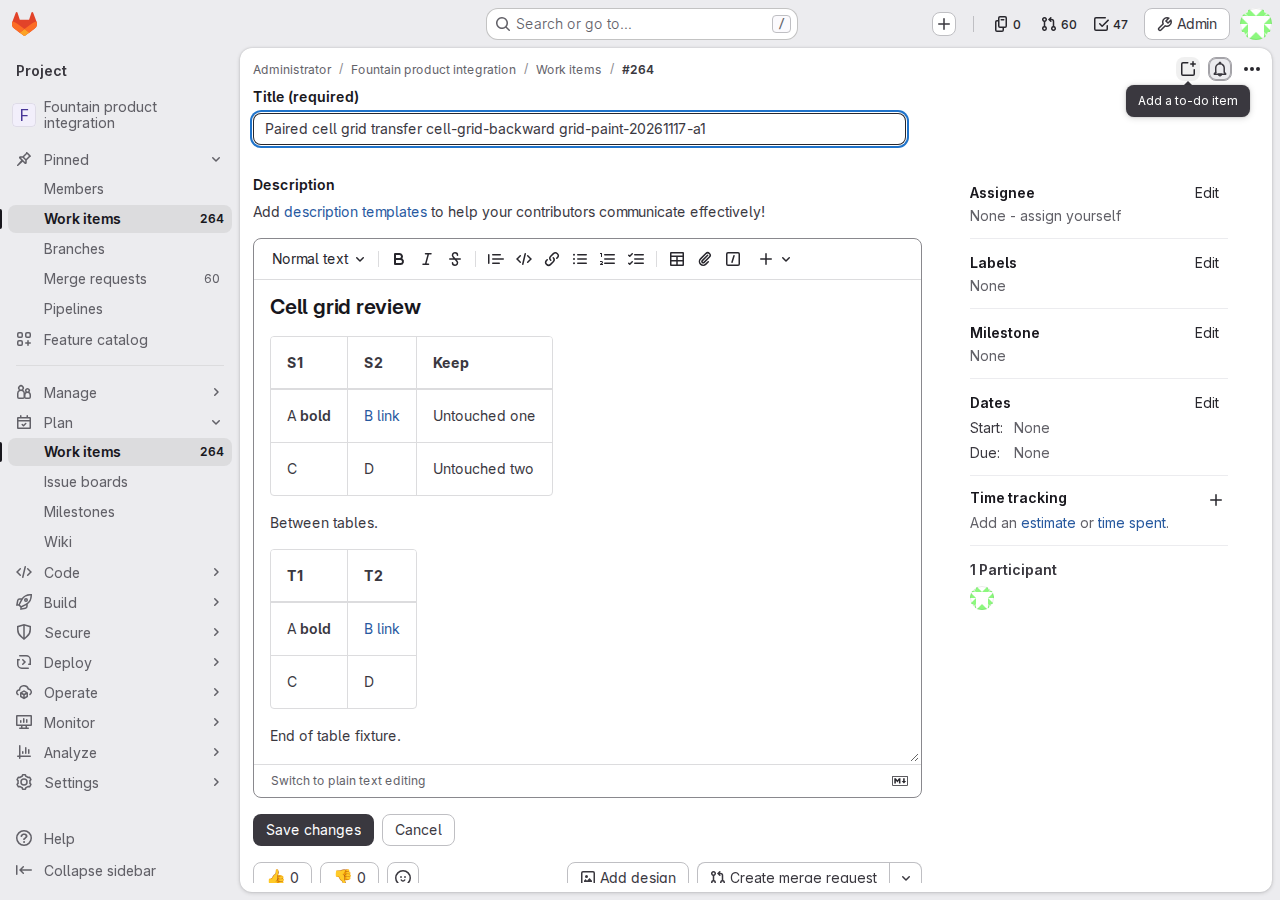 Search or go to...
/
0
60
47
Admin
Project
F
Fountain product integration
Pinned
Members
Work items 264
Branches
Merge requests 60
Pipelines
Feature catalog
Manage
Plan
Work items 264
Issue boards
Milestones
Wiki
Code
Build
Secure
Deploy
Operate
Monitor
Analyze
Settings
Help
Collapse sidebar
Administrator / Fountain product integration / Work items / #264
Add a to-do item
Title (required)
Paired cell grid transfer cell-grid-backward grid-paint-20261117-a1
Description
Add description templates to help your contributors communicate effectively!
Normal text
Cell grid review
S1 S2 Keep
A bold B link Untouched one
C D Untouched two
Between tables.
T1 T2
A bold B link
C D
End of table fixture.
Switch to plain text editing
Save changes
Cancel
👍 0
👎 0
Add design
Create merge request
Assignee Edit
None - assign yourself
Labels Edit
None
Milestone Edit
None
Dates Edit
Start: None
Due: None
Time tracking
Add an estimate or time spent.
1 Participant